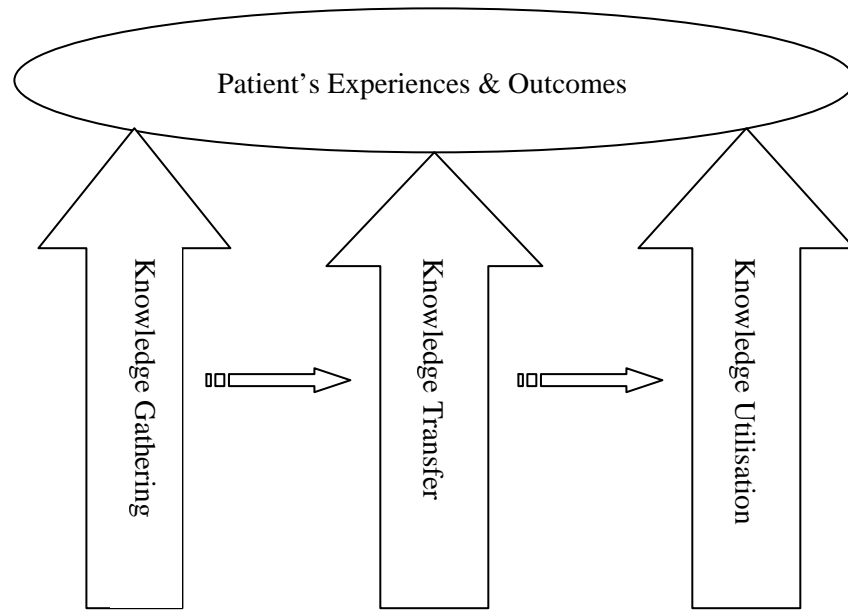 Patient’s Experiences & Outcomes
Knowledge Gathering
Knowledge Transfer
Knowledge Utilisation